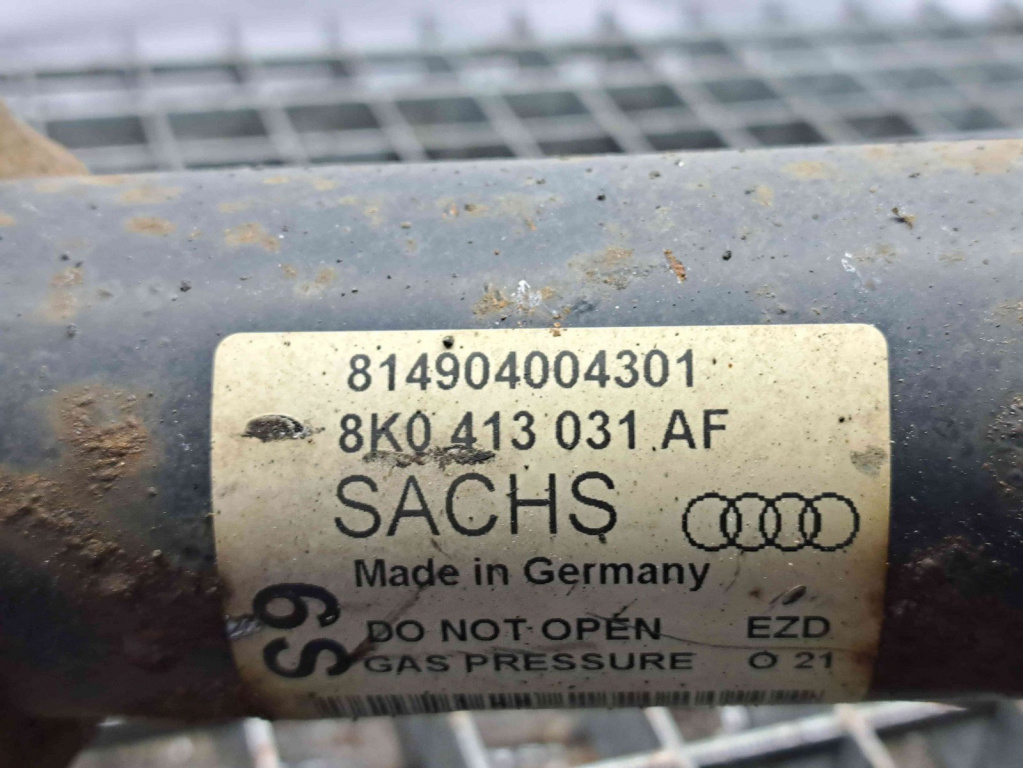 814904004301
8K0 413 031 AF
SACHS
Made in Germany
S9
DO NOT OPEN EZD
GAS PRESSURE O 21